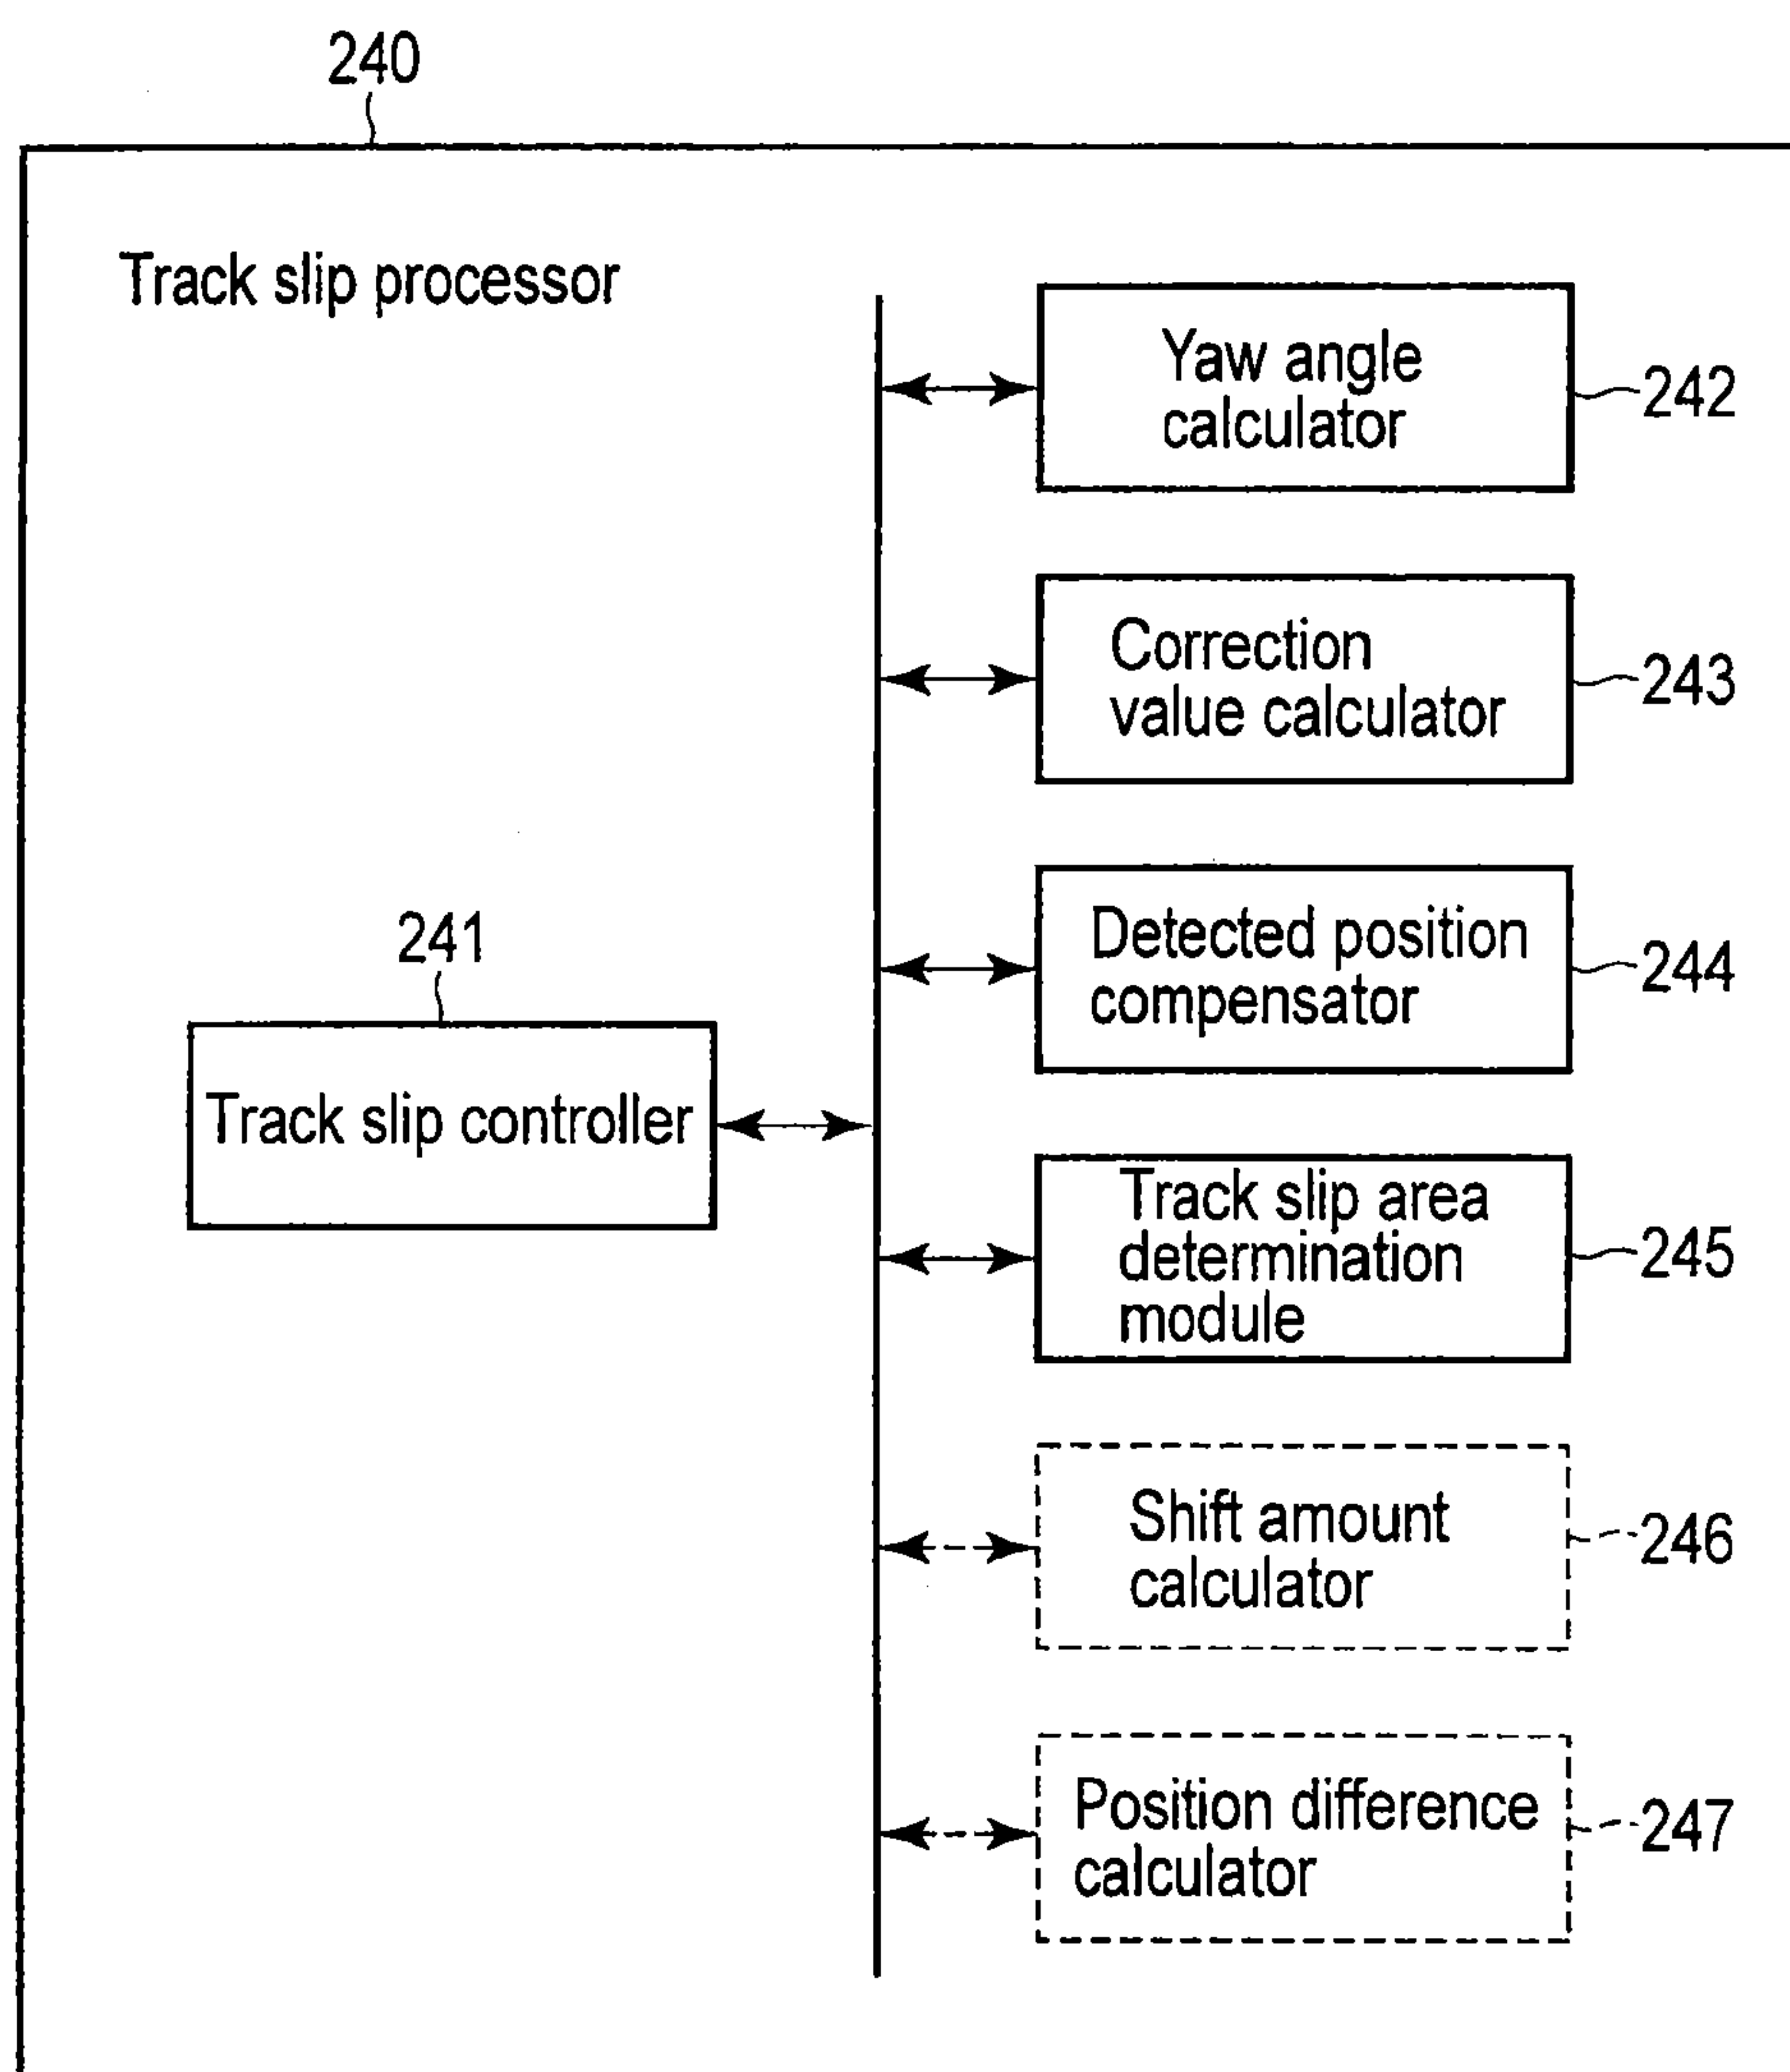 240
Track slip processor
Yaw angle
calculator
242
Correction
value calculator
243
Detected position
compensator
244
241
Track slip controller
Track slip area
determination
module
245
Shift amount
calculator
246
Position difference
calculator
247